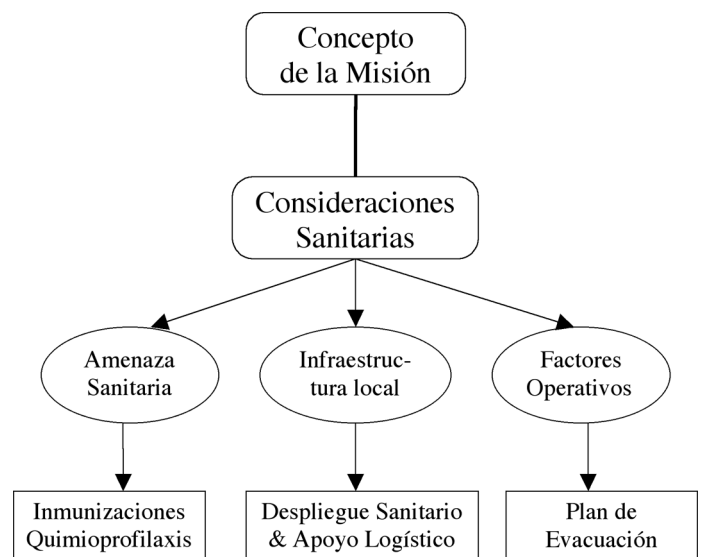 Concepto
de la Misión
Consideraciones
Sanitarias
Amenaza
Sanitaria
Infraestruc-
tura local
Factores
Operativos
Inmunizaciones
Quimioprofilaxis
Despliegue Sanitario
& Apoyo Logístico
Plan de
Evacuación